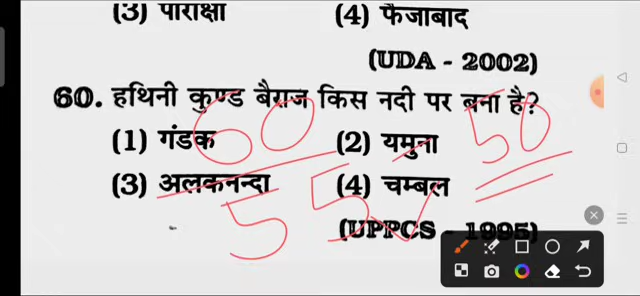 (3) पारीक्षा (4) फैजाबाद
(UDA - 2002)
60. हथिनी कुण्ड बैराज किस नदी पर बना है?
(1) गंडक (2) यमुना
(3) अलकनन्दा (4) चम्बल
(UPPCS - 1995)
60
50
55